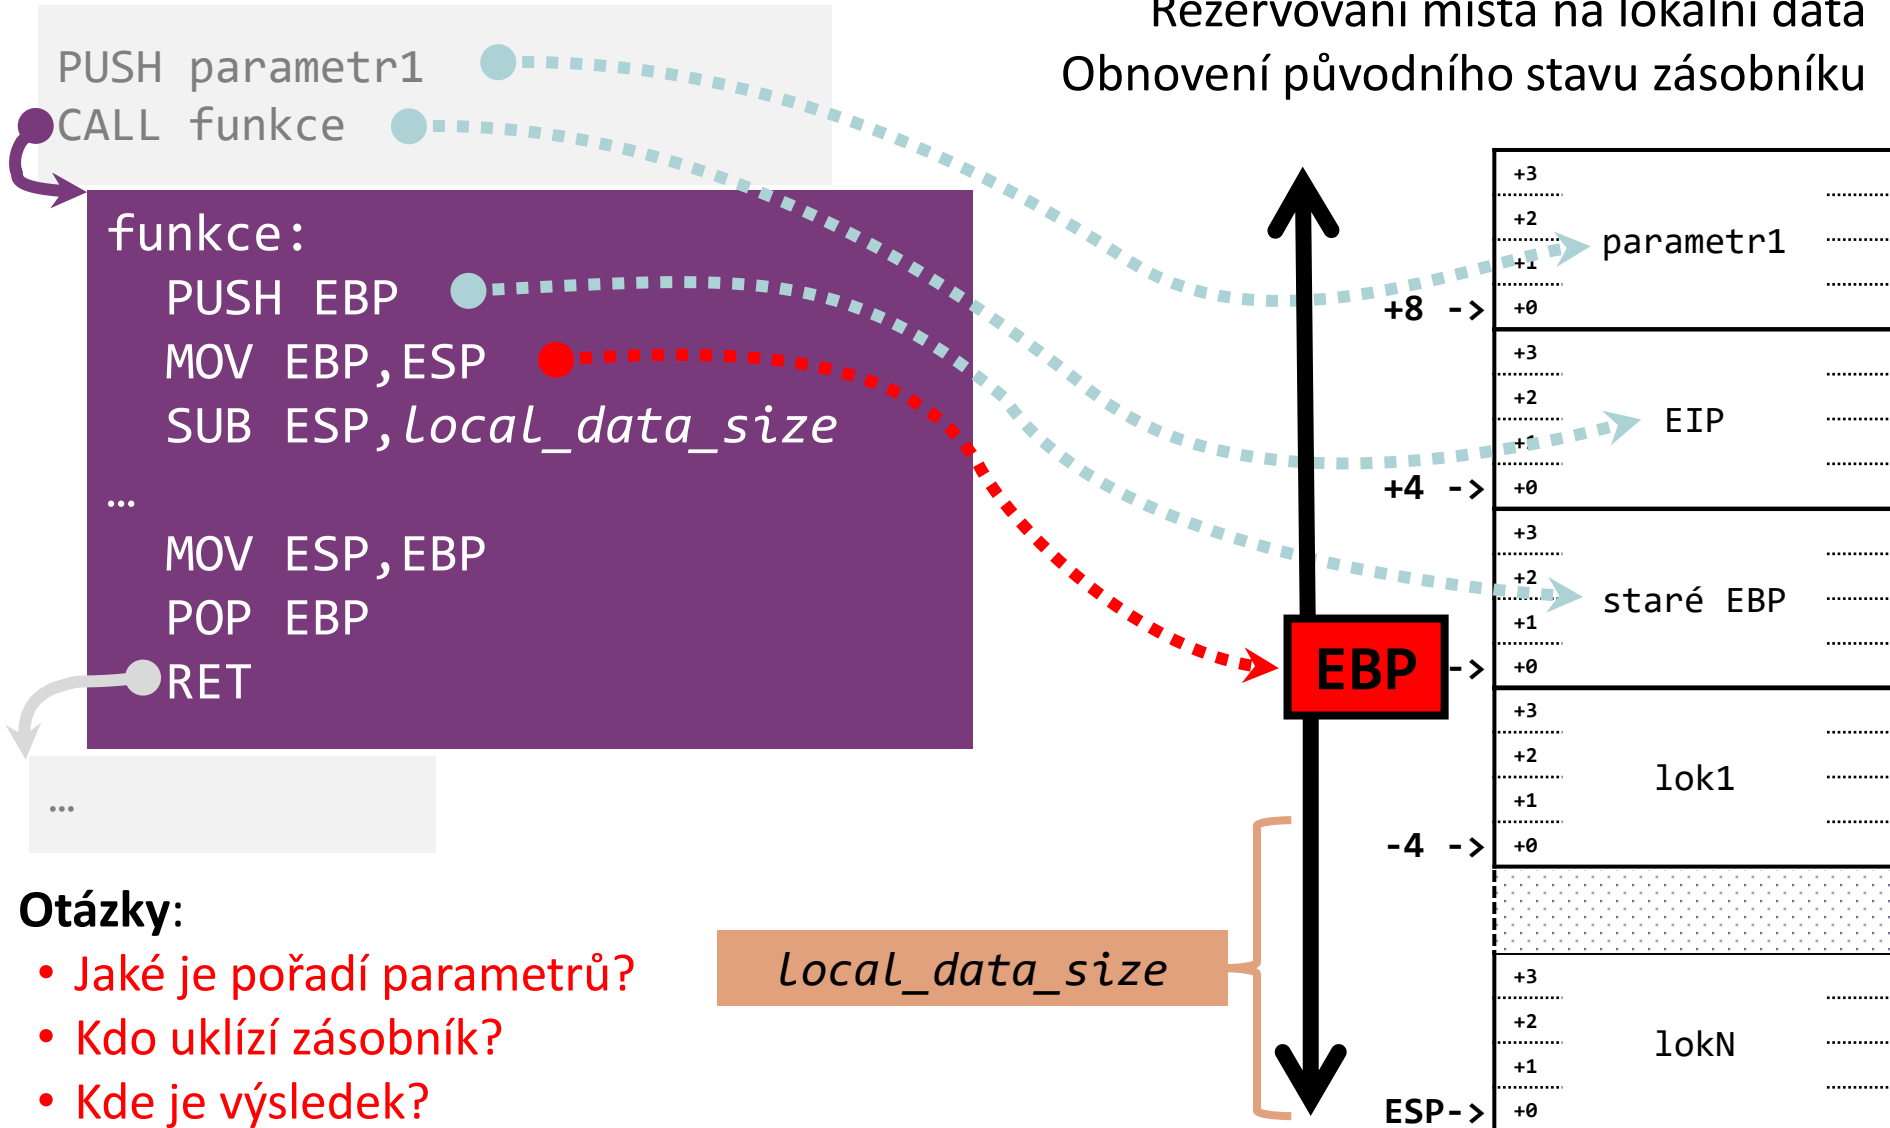 Rezervování místa na lokální data
Obnovení původního stavu zásobníku
PUSH parametr1
CALL funkce
funkce:
PUSH EBP
MOV EBP,ESP
SUB ESP,local_data_size
…
MOV ESP,EBP
POP EBP
RET
…
Otázky:
• Jaké je pořadí parametrů?
• Kdo uklízí zásobník?
• Kde je výsledek?
local_data_size
+3
+2
parametr1
+1
+8 -> +0
+3
+2
EIP
+1
+4 -> +0
+3
+2
staré EBP
+1
EBP -> +0
+3
+2
lok1
+1
-4 -> +0
+3
+2
lokN
+1
ESP-> +0